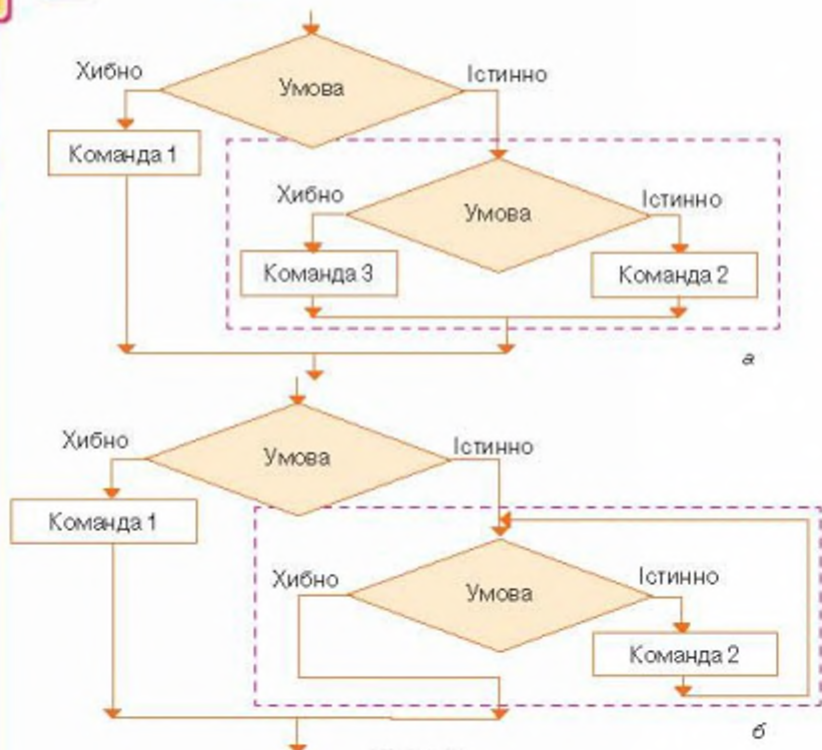 Умова
Хибно
Істинно
Команда 1
Умова
Хибно
Істинно
Команда 3
Команда 2
а
Умова
Хибно
Істинно
Команда 1
Умова
Хибно
Істинно
Команда 2
б